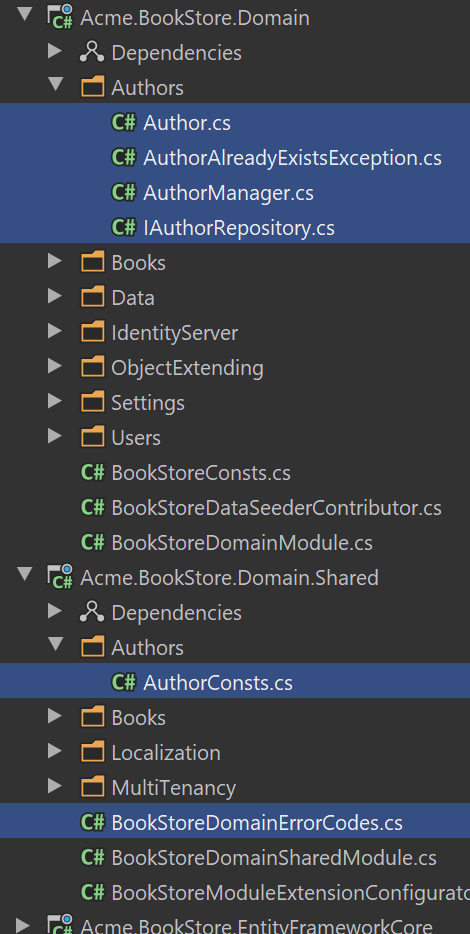 Acme.BookStore.Domain
Dependencies
Authors
C# Author.cs
C# AuthorAlreadyExistsException.cs
C# AuthorManager.cs
C# IAuthorRepository.cs
Books
Data
IdentityServer
ObjectExtending
Settings
Users
C# BookStoreConsts.cs
C# BookStoreDataSeederContributor.cs
C# BookStoreDomainModule.cs
Acme.BookStore.Domain.Shared
Dependencies
Authors
C# AuthorConsts.cs
Books
Localization
MultiTenancy
C# BookStoreDomainErrorCodes.cs
C# BookStoreDomainSharedModule.cs
C# BookStoreModuleExtensionConfigurato
Acme.BookStore.EntityFrameworkCore